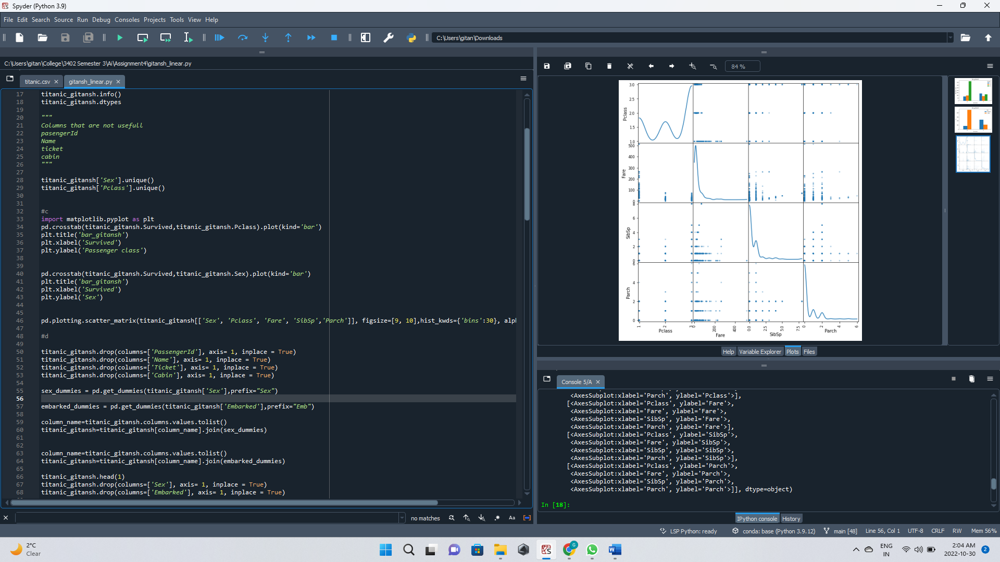 Spyder (Python 3.9)
File Edit Search Source Run Debug Consoles Projects Tools View Help
C:\Users\gitan\Downloads
C:\Users\gitan\College\3402 Semester 3\Ai\Assignment4\gitansh_linear.py
titanic.csv
gitansh_linear.py
17 titanic_gitansh.info()
18 titanic_gitansh.dtypes
19
20 """
21 Columns that are not usefull
22 pasengerId
23 Name
24 ticket
25 cabin
26 """
27
28 titanic_gitansh['Sex'].unique()
29 titanic_gitansh['Pclass'].unique()
30
31
32 #c
33 import matplotlib.pyplot as plt
34 pd.crosstab(titanic_gitansh.Survived,titanic_gitansh.Pclass).plot(kind='bar')
35 plt.title('bar_gitansh')
36 plt.xlabel('Survived')
37 plt.ylabel('Passenger class')
38
39
40 pd.crosstab(titanic_gitansh.Survived,titanic_gitansh.Sex).plot(kind='bar')
41 plt.title('bar_gitansh')
42 plt.xlabel('Survived')
43 plt.ylabel('Sex')
44
45
46 pd.plotting.scatter_matrix(titanic_gitansh[['Sex', 'Pclass', 'Fare', 'SibSp','Parch']], figsize=[9, 10],hist_kwds={'bins':30}, alp
47
48 #d
49
50 titanic_gitansh.drop(columns=['PassengerId'], axis= 1, inplace = True)
51 titanic_gitansh.drop(columns=['Name'], axis= 1, inplace = True)
52 titanic_gitansh.drop(columns=['Ticket'], axis= 1, inplace = True)
53 titanic_gitansh.drop(columns=['Cabin'], axis= 1, inplace = True)
54
55 sex_dummies = pd.get_dummies(titanic_gitansh['Sex'],prefix="Sex")
56
57 embarked_dummies = pd.get_dummies(titanic_gitansh['Embarked'],prefix="Emb")
58
59 column_name=titanic_gitansh.columns.values.tolist()
60 titanic_gitansh=titanic_gitansh[column_name].join(sex_dummies)
61
62
63 column_name=titanic_gitansh.columns.values.tolist()
64 titanic_gitansh=titanic_gitansh[column_name].join(embarked_dummies)
65
66 titanic_gitansh.head(1)
67 titanic_gitansh.drop(columns=['Sex'], axis= 1, inplace = True)
68 titanic_gitansh.drop(columns=['Embarked'], axis= 1, inplace = True)
no matches
Aa
84 %
Pclass
3.0
2.5
2.0
1.5
1.0
Fare
500
400
300
200
100
0
SibSp
8
6
4
2
0
Parch
6
4
2
0
1 2 3 0 200 400 0.0 2.5 5.0 7.5 0 2 4 6
Pclass Fare SibSp Parch
Help Variable Explorer Plots Files
Console 5/A
<AxesSubplot:xlabel='Parch', ylabel='Pclass'>],
[<AxesSubplot:xlabel='Pclass', ylabel='Fare'>,
<AxesSubplot:xlabel='Fare', ylabel='Fare'>,
<AxesSubplot:xlabel='SibSp', ylabel='Fare'>,
<AxesSubplot:xlabel='Parch', ylabel='Fare'>],
[<AxesSubplot:xlabel='Pclass', ylabel='SibSp'>,
<AxesSubplot:xlabel='Fare', ylabel='SibSp'>,
<AxesSubplot:xlabel='SibSp', ylabel='SibSp'>,
<AxesSubplot:xlabel='Parch', ylabel='SibSp'>],
[<AxesSubplot:xlabel='Pclass', ylabel='Parch'>,
<AxesSubplot:xlabel='Fare', ylabel='Parch'>,
<AxesSubplot:xlabel='SibSp', ylabel='Parch'>,
<AxesSubplot:xlabel='Parch', ylabel='Parch'>]], dtype=object)
In [18]:
IPython console History
LSP Python: ready conda: base (Python 3.9.12) main [48] Line 56, Col 1 UTF-8 CRLF RW Mem 56%
2°C
Clear
G
ENG
IN
2:04 AM
2022-10-30
2